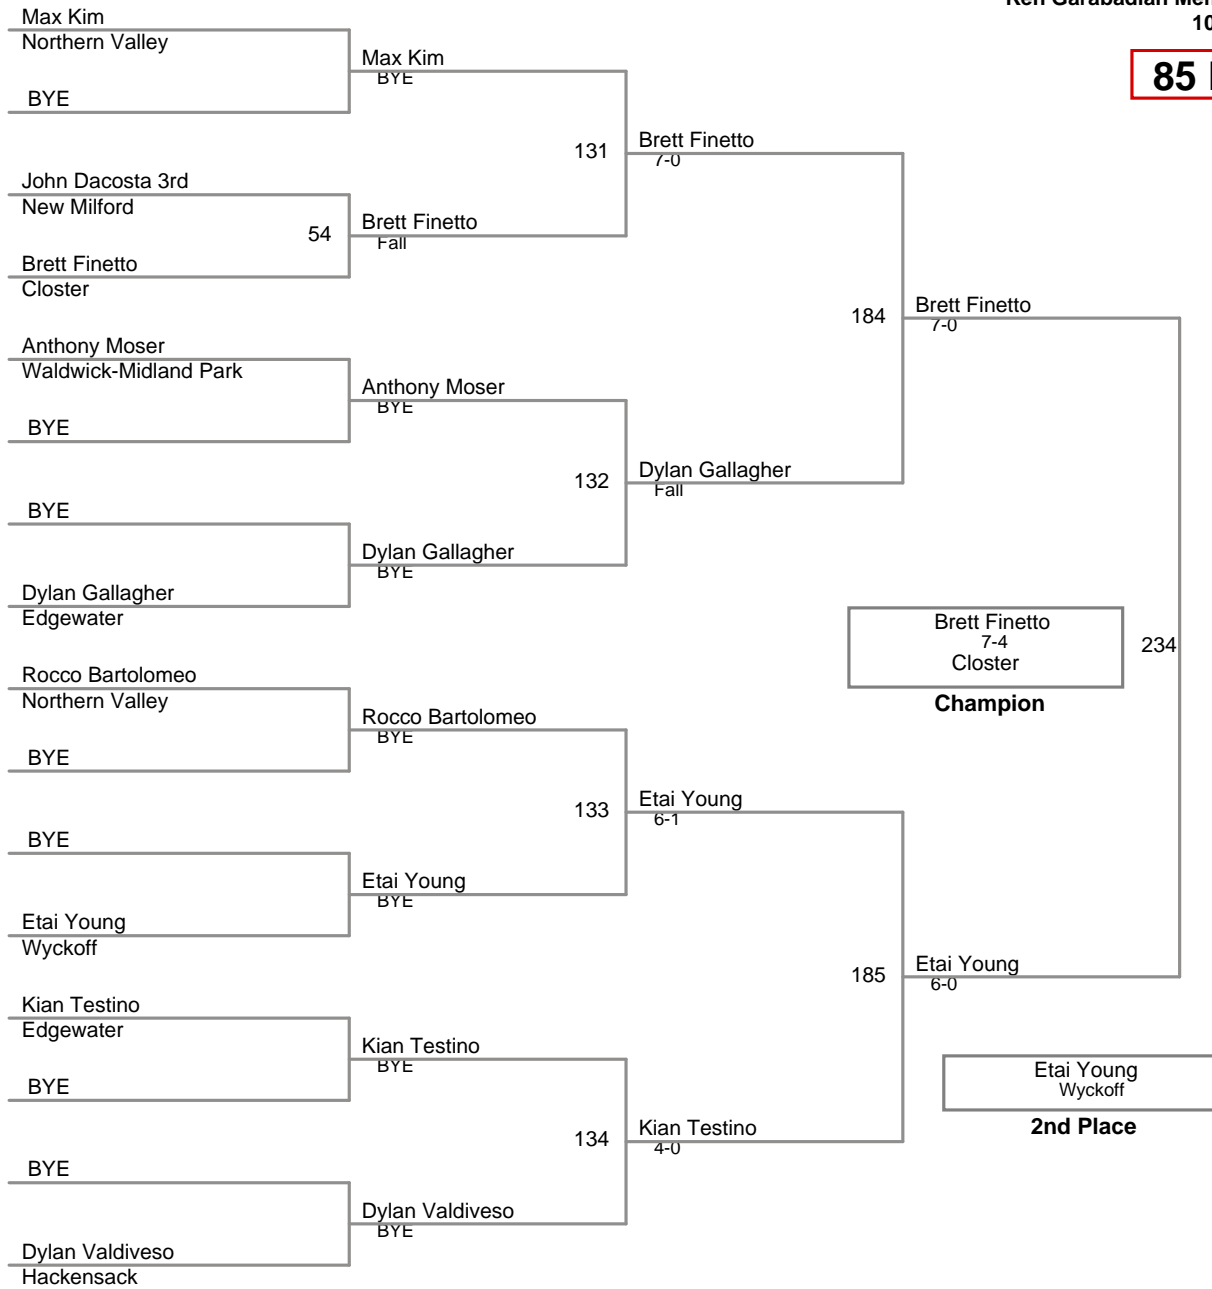 Max Kim
Northern Valley
BYE
John Dacosta 3rd
New Milford
54
Brett Finetto
Closter
Anthony Moser
Waldwick-Midland Park
BYE
BYE
Dylan Gallagher
Edgewater
Rocco Bartolomeo
Northern Valley
BYE
BYE
Etai Young
Wyckoff
Kian Testino
Edgewater
BYE
BYE
Dylan Valdiveso
Hackensack
Max Kim
BYE
131
Brett Finetto
Fall
Anthony Moser
BYE
132
Dylan Gallagher
BYE
Rocco Bartolomeo
BYE
133
Etai Young
BYE
Kian Testino
BYE
134
Dylan Valdiveso
BYE
Brett Finetto
7-0
184
Dylan Gallagher
Fall
Etai Young
6-1
185
Kian Testino
4-0
Brett Finetto
7-0
234
Etai Young
6-0
Brett Finetto
7-4
Closter
Champion
Etai Young
Wyckoff
2nd Place
10
85